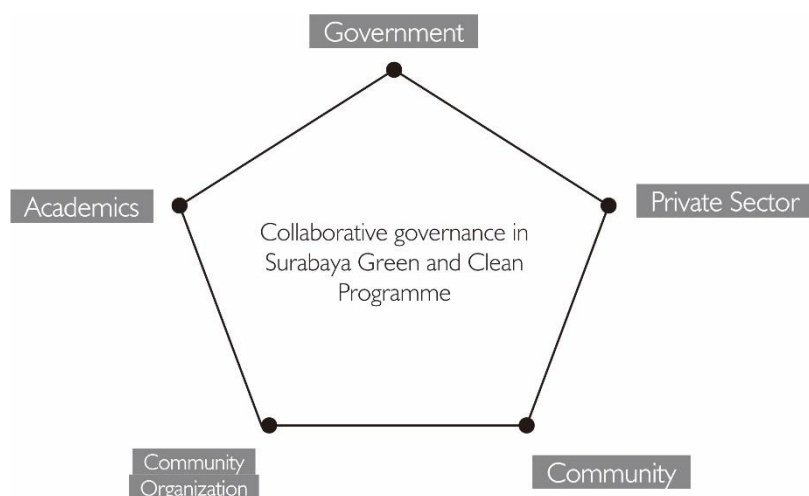 Government
Academics
Private Sector
Collaborative governance in
Surabaya Green and Clean
Programme
Community
Organization
Community